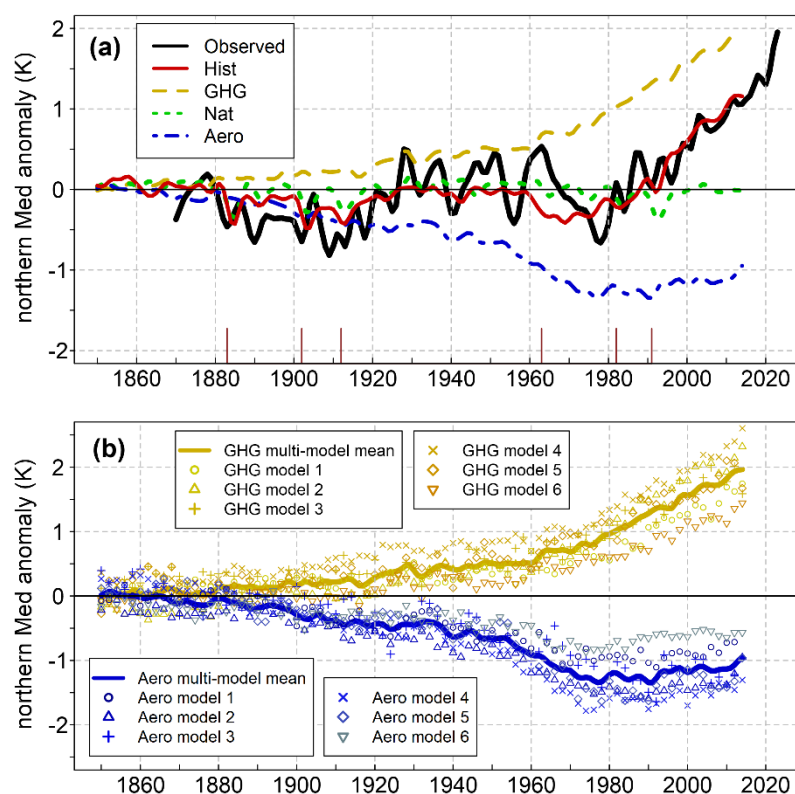 (a)
Observed
Hist
GHG
Nat
Aero
northern Med anomaly (K)
2
1
0
-1
-2
1860 1880 1900 1920 1940 1960 1980 2000 2020
(b)
GHG multi-model mean
GHG model 1
GHG model 2
GHG model 3
GHG model 4
GHG model 5
GHG model 6
northern Med anomaly (K)
2
1
0
-1
-2
Aero multi-model mean
Aero model 1
Aero model 2
Aero model 3
Aero model 4
Aero model 5
Aero model 6
1860 1880 1900 1920 1940 1960 1980 2000 2020